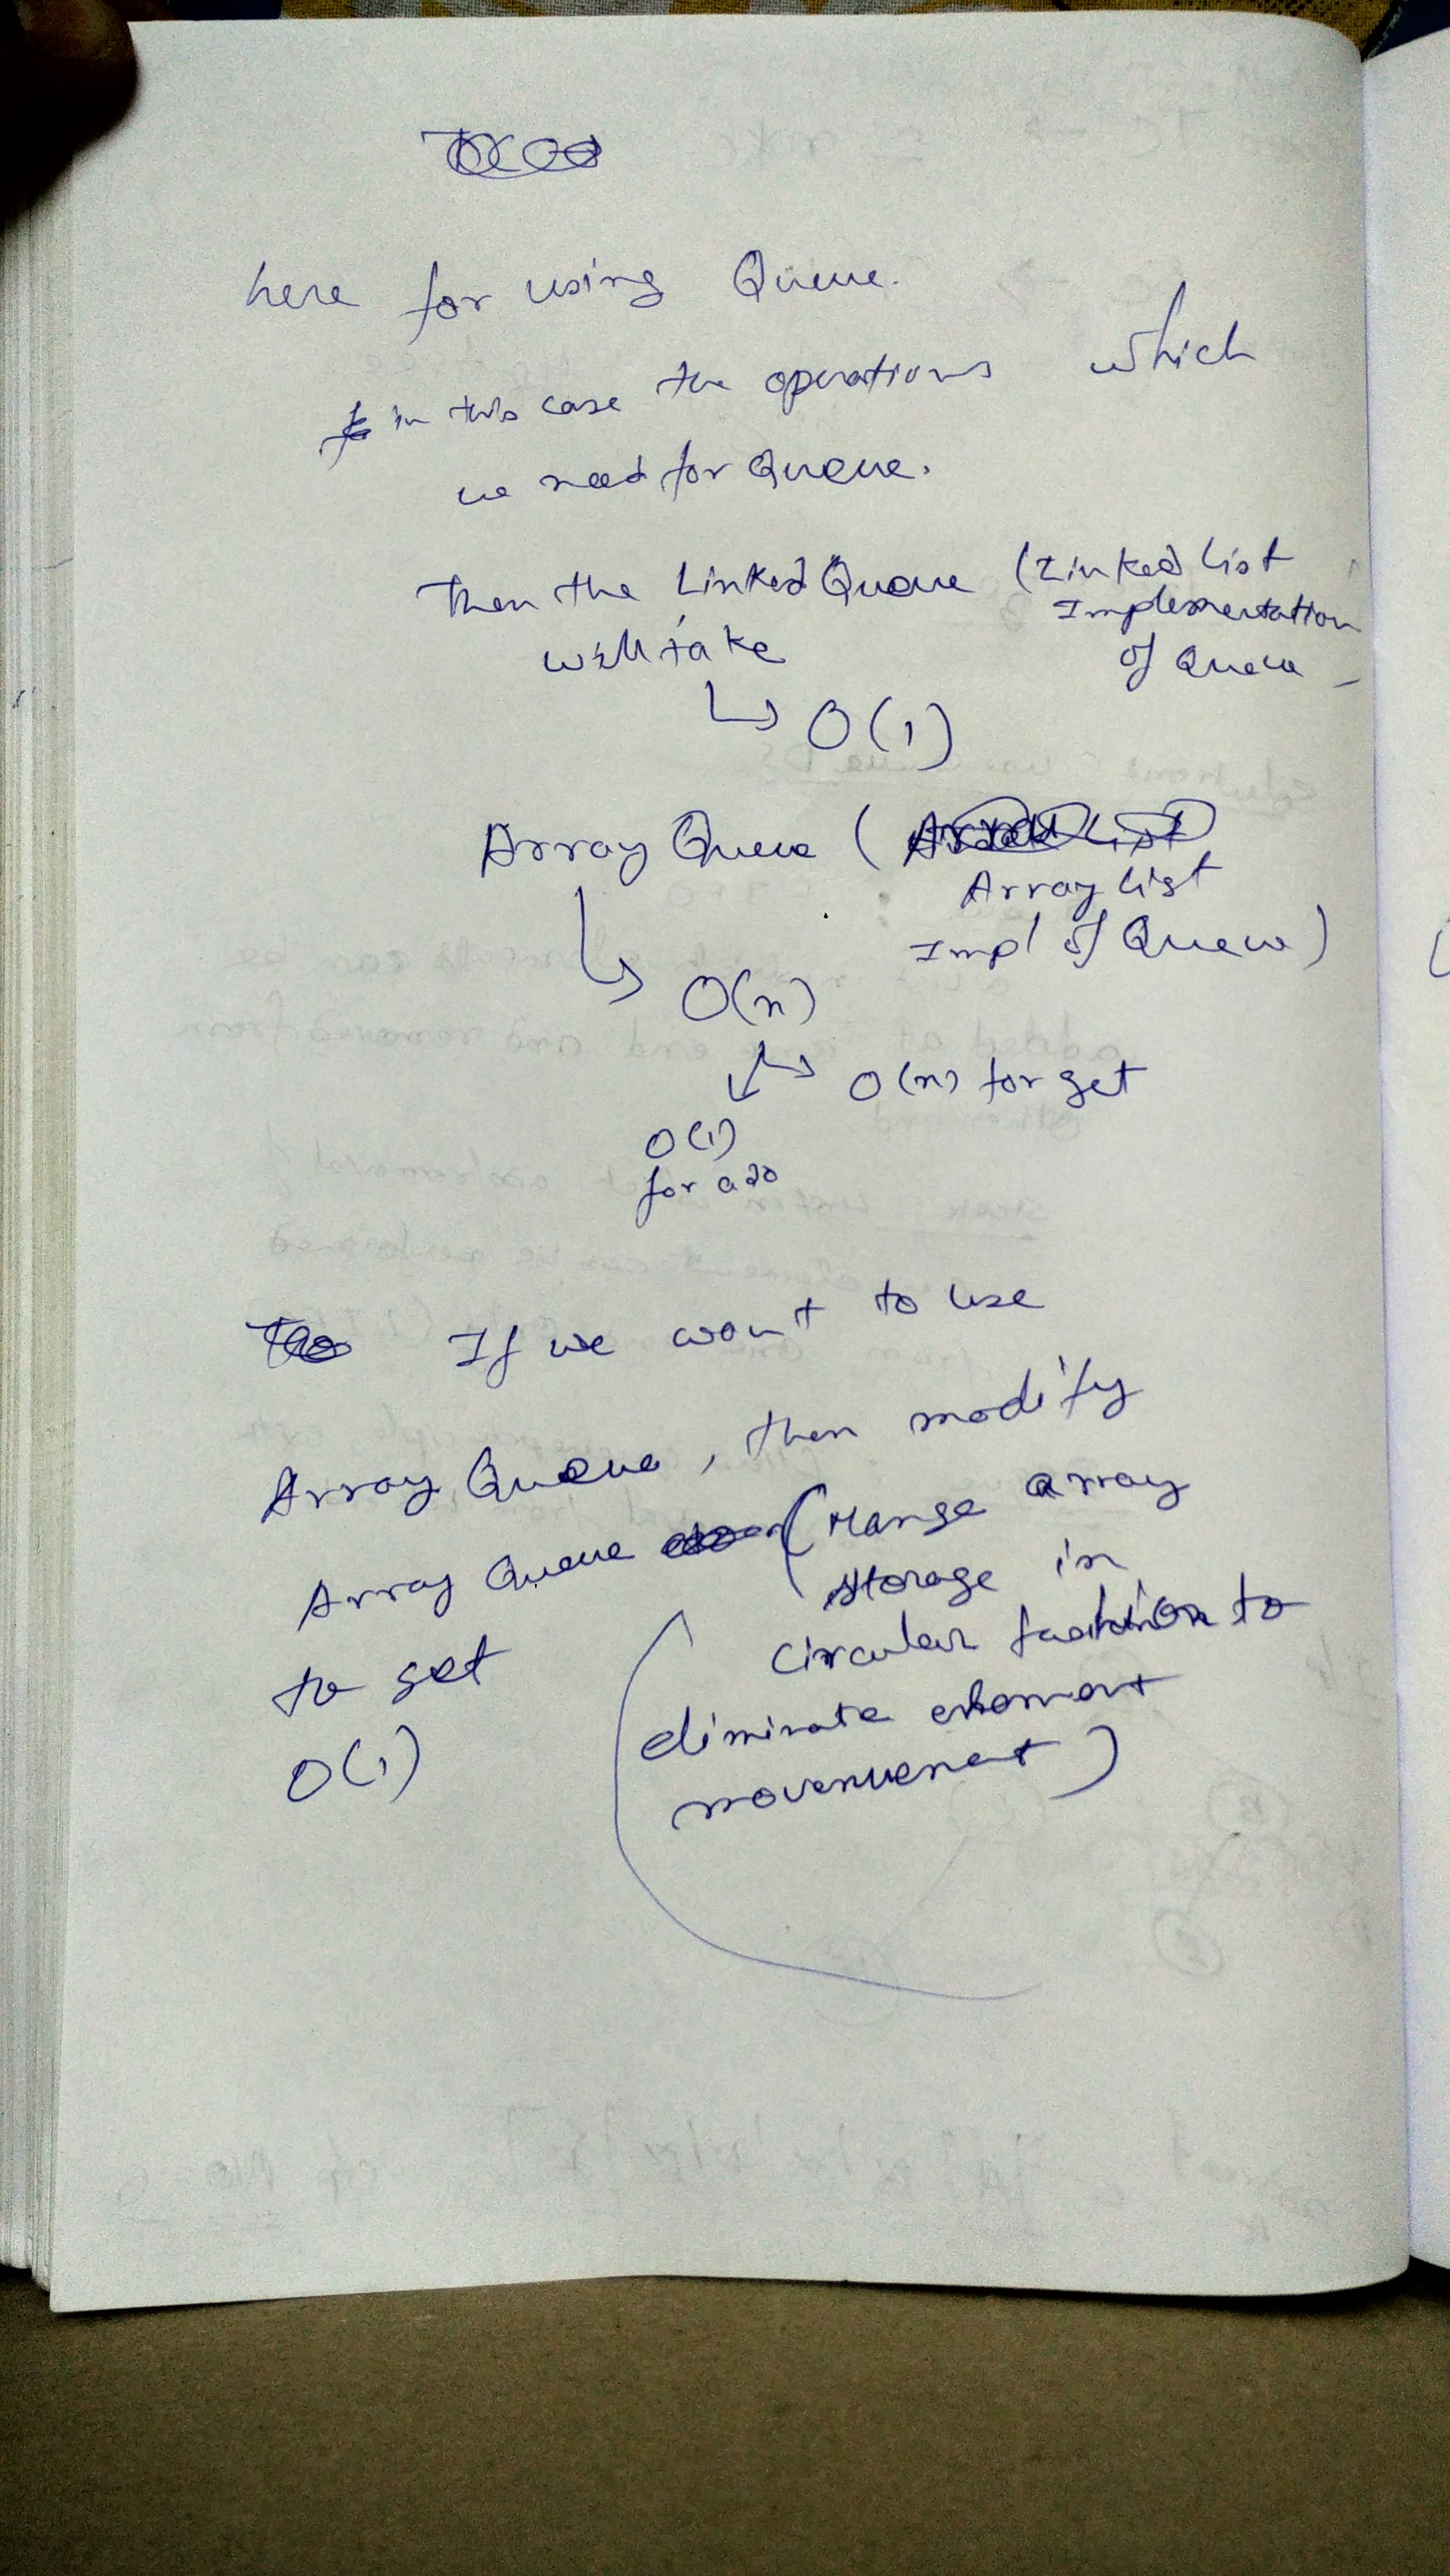 here for using Queue.
in this case the operations which
we need for Queue.
Then the Linked Queue (Linked List
Implementation
will take
of Queue
↳ O(1)
Array Queue (
Array List
Impl of Queue)
O(n)
O(n) for get
O(1)
for add
If we want to use
Array Queue, then modify
Array Queue (Manage array
storage in
circular fashion to
to get
eliminate element
O(1)
movement)